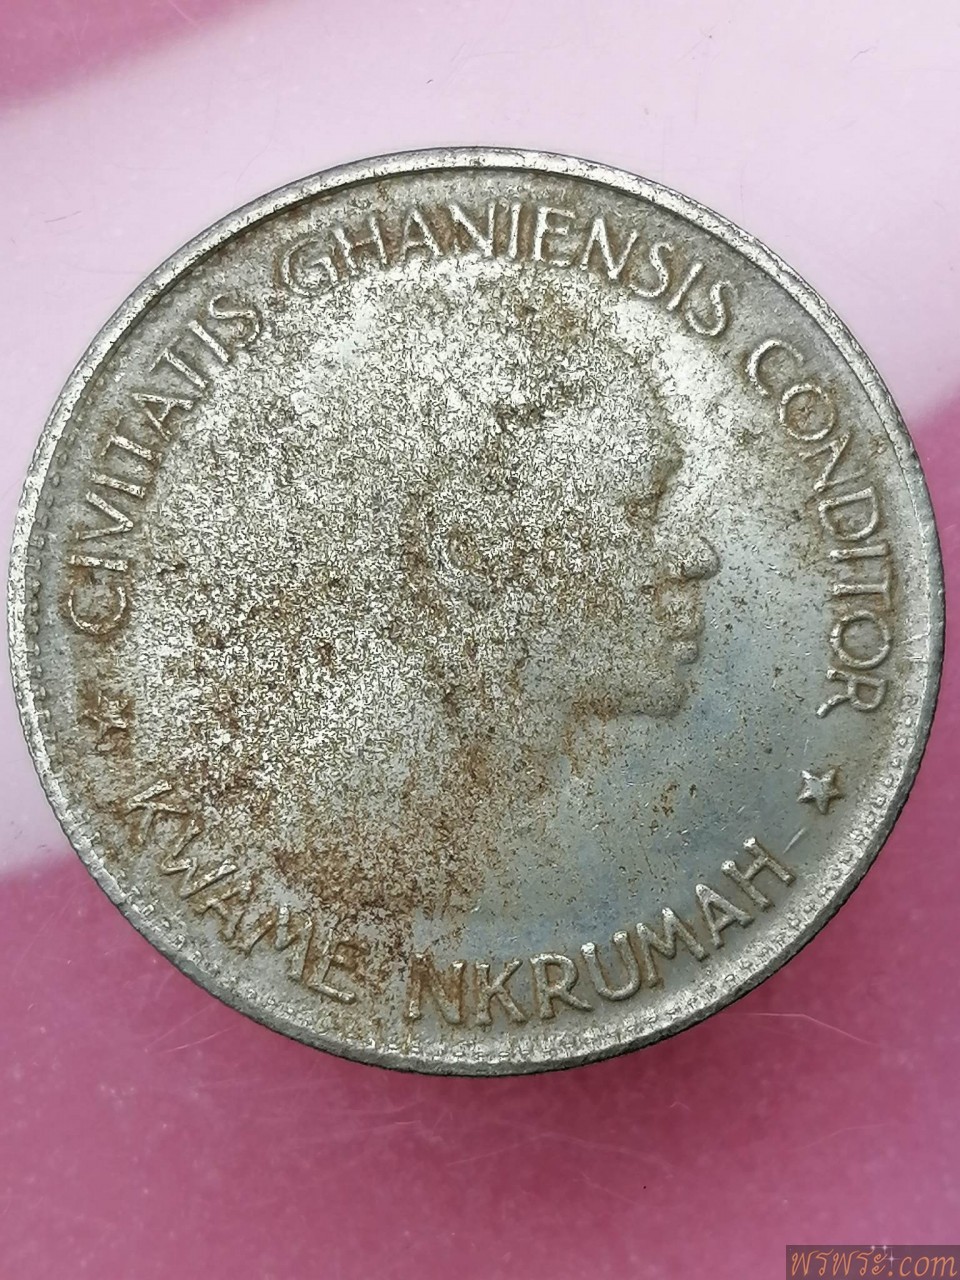 CIVITATIS GHANIENSIS CONDITOR
KWAME NKRUMAH
พรพระ.com